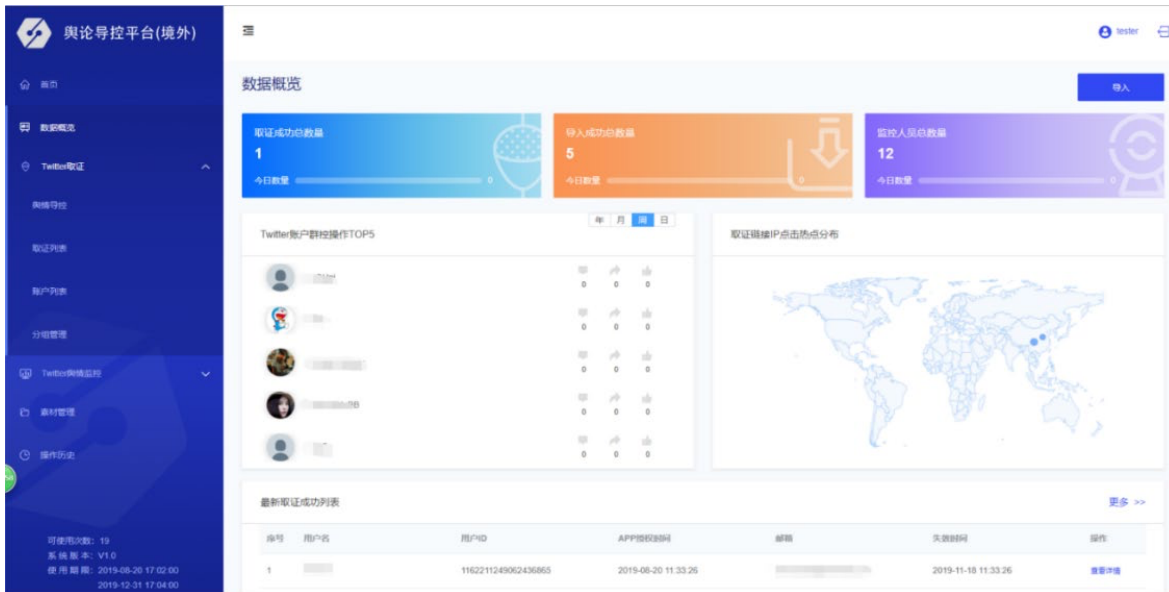 舆论导控平台(境外)
tester
首页
数据概览
Twitter取证
舆情导控
取证列表
账户列表
分组管理
Twitter舆情监控
素材管理
操作历史
可使用次数: 19
系统版本: V1.0
使用期限: 2019-08-20 17:02:00
2019-12-31 17:04:00
数据概览
导入
取证成功总数量
1
今日数量 0
导入成功总数量
5
今日数量 0
监控人员总数量
12
今日数量 0
Twitter账户群控操作TOP5
年 月 周 日
0 0 0
0 0 0
0 0 0
0 0 0
0 0 0
取证链接IP点击热点分布
最新取证成功列表
更多 >>
序号 用户名 用户ID APP授权时间 邮箱 失效时间 操作
1 1162211249062436865 2019-08-20 11:33:26 2019-11-18 11:33:26 查看详情